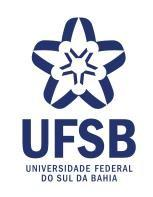 UFSB
UNIVERSIDADE FEDERAL
DO SUL DA BAHIA